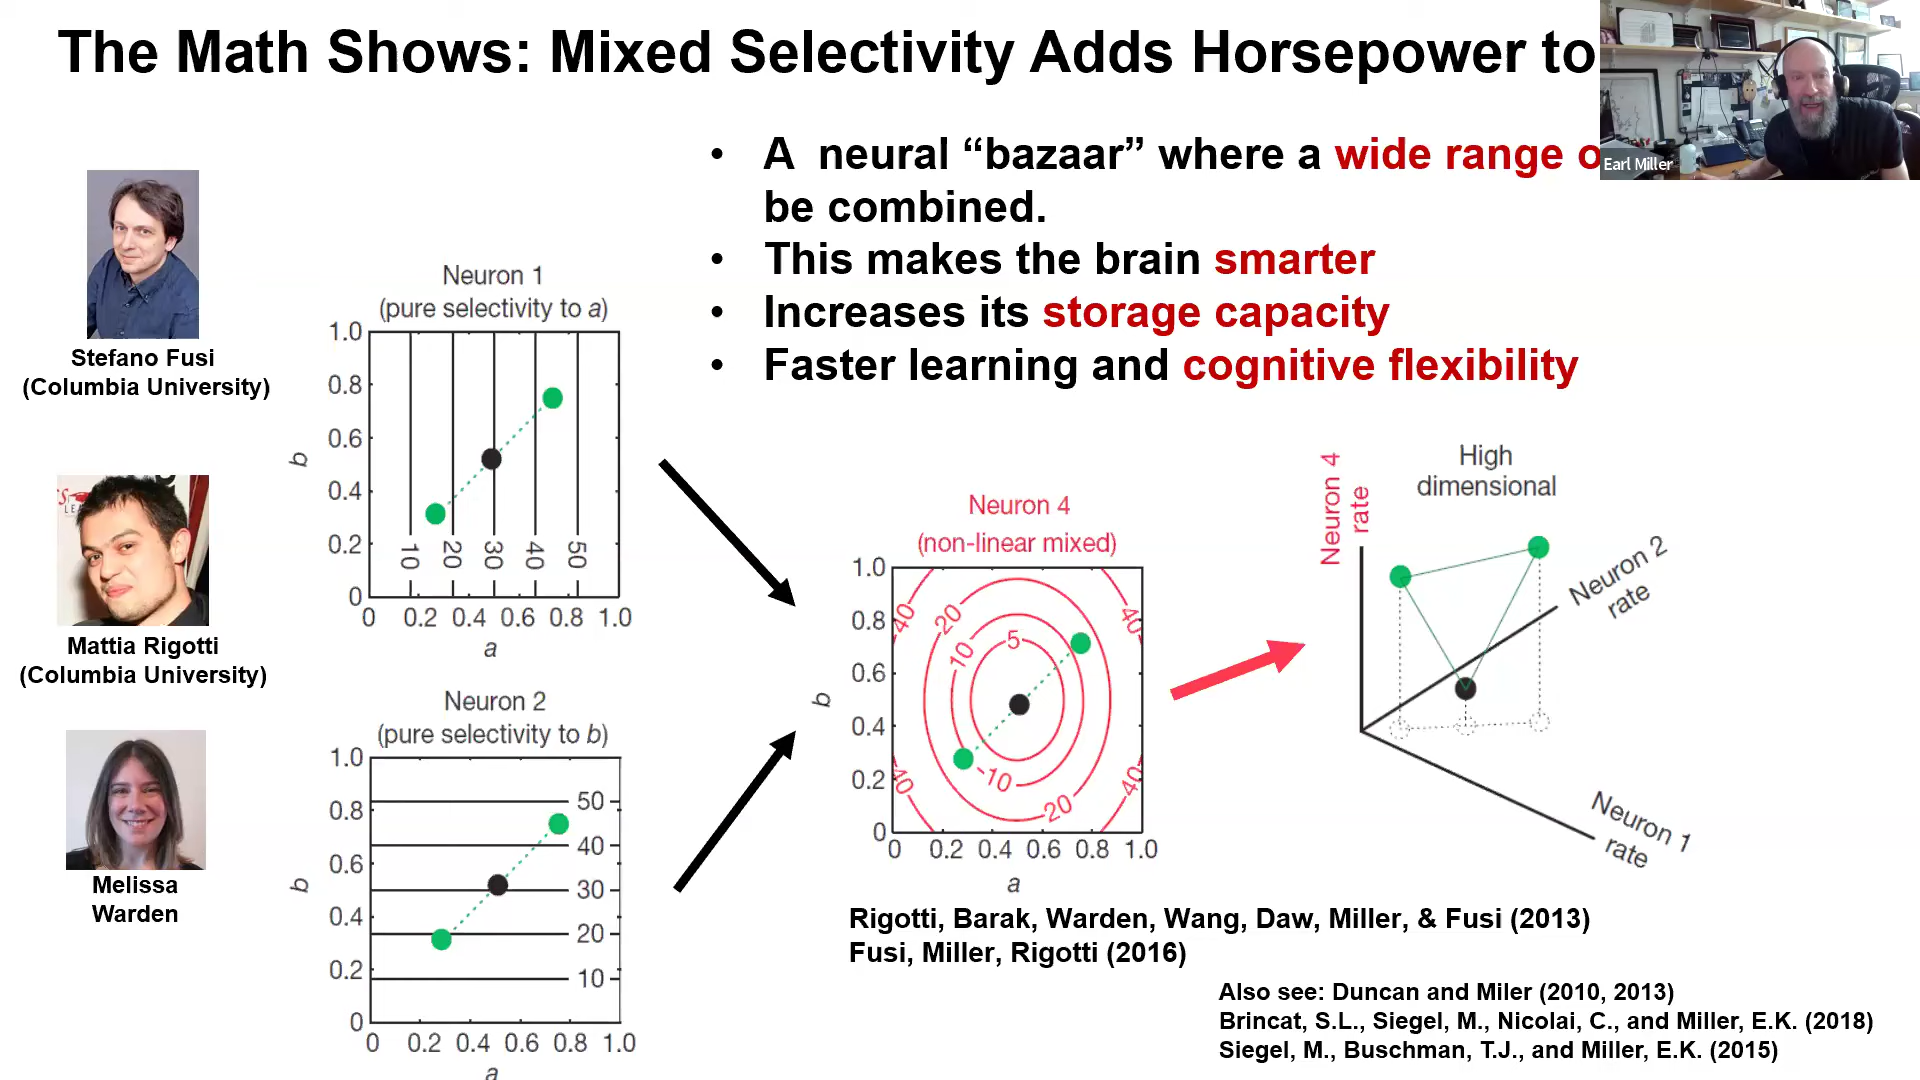 The Math Shows: Mixed Selectivity Adds Horsepower to
Earl Miller
• A neural “bazaar” where a wide range
be combined.
• This makes the brain smarter
• Increases its storage capacity
• Faster learning and cognitive flexibility
Stefano Fusi
(Columbia University)
Mattia Rigotti
(Columbia University)
Melissa
Warden
Neuron 1
(pure selectivity to a)
1.0
0.8
0.6
0.4
0.2
0
b
10 20 30 40 50
0 0.2 0.4 0.6 0.8 1.0
a
Neuron 2
(pure selectivity to b)
1.0
0.8
0.6
0.4
0.2
0
b
50
40
30
20
10
0 0.2 0.4 0.6 0.8 1.0
a
Neuron 4
(non-linear mixed)
1.0
0.8
0.6
0.4
0.2
0
b
40 20 10 5 40
40 10 20 40
0 0.2 0.4 0.6 0.8 1.0
a
High
dimensional
Neuron 4
rate
Neuron 2
rate
Neuron 1
rate
Rigotti, Barak, Warden, Wang, Daw, Miller, & Fusi (2013)
Fusi, Miller, Rigotti (2016)
Also see: Duncan and Miler (2010, 2013)
Brincat, S.L., Siegel, M., Nicolai, C., and Miller, E.K. (2018)
Siegel, M., Buschman, T.J., and Miller, E.K. (2015)